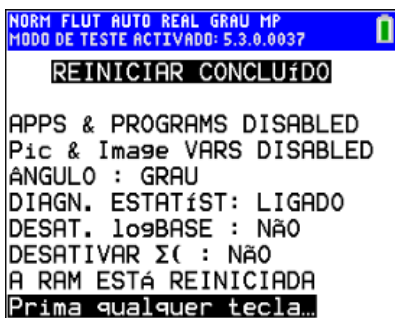 NORM FLUT AUTO REAL GRAU MP
MODO DE TESTE ACTIVADO: 5.3.0.0037
REINICIAR CONCLUíDO
APPS & PROGRAMS DISABLED
Pic & Image VARS DISABLED
ÂNGULO : GRAU
DIAGN. ESTATíST: LIGADO
DESAT. logBASE : NÃO
DESATIVAR Σ( : NÃO
A RAM ESTá REINICIADA
Prima qualquer tecla…